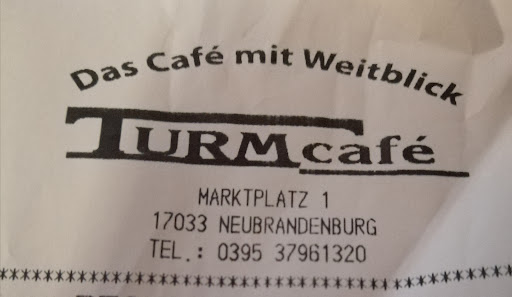 Das Café mit Weitblick
TURMcafé
MARKTPLATZ 1
17033 NEUBRANDENBURG
TEL.: 0395 37961320
****************************************